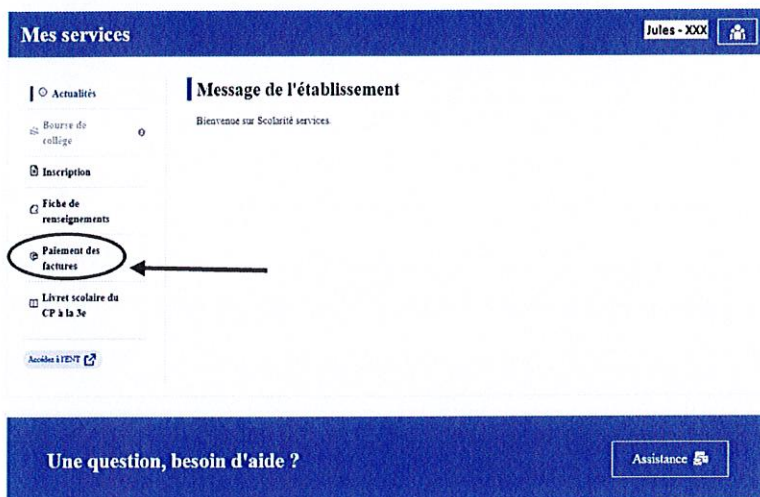 Mes services
Jules - XXX
Actualités
Message de l'établissement
Bienvenue sur Scolarité services.
Bourse de
collège
Inscription
Fiche de
renseignements
Paiement des
factures
Livret scolaire du
CP à la 3e
Accéder à l'ENT
Une question, besoin d'aide ?
Assistance